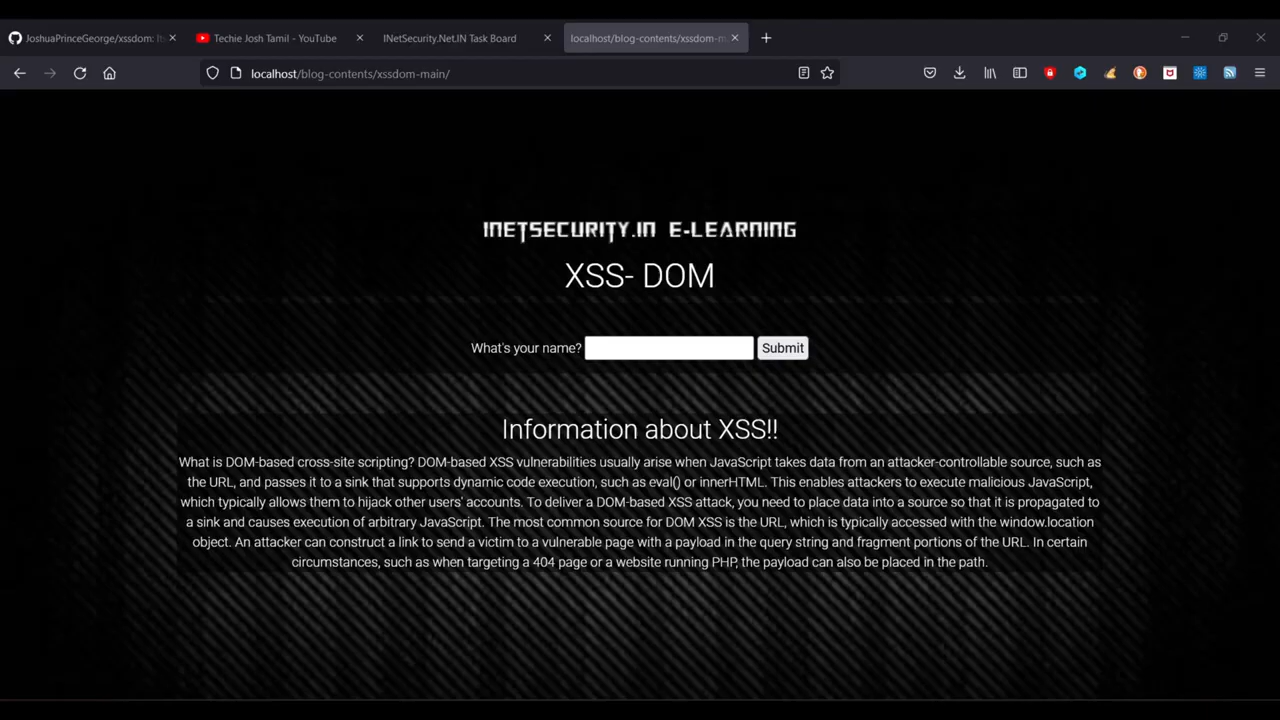 JoshuaPrinceGeorge/xssdom: It
Techie Josh Tamil - YouTube
INetSecurity.Net.IN Task Board
localhost/blog-contents/xssdom-m
localhost/blog-contents/xssdom-main/
INETSECURITY.IN E-LEARNING
XSS- DOM
What's your name?
Submit
Information about XSS!!
What is DOM-based cross-site scripting? DOM-based XSS vulnerabilities usually arise when JavaScript takes data from an attacker-controllable source, such as
the URL, and passes it to a sink that supports dynamic code execution, such as eval() or innerHTML. This enables attackers to execute malicious JavaScript,
which typically allows them to hijack other users' accounts. To deliver a DOM-based XSS attack, you need to place data into a source so that it is propagated to
a sink and causes execution of arbitrary JavaScript. The most common source for DOM XSS is the URL, which is typically accessed with the window.location
object. An attacker can construct a link to send a victim to a vulnerable page with a payload in the query string and fragment portions of the URL. In certain
circumstances, such as when targeting a 404 page or a website running PHP, the payload can also be placed in the path.